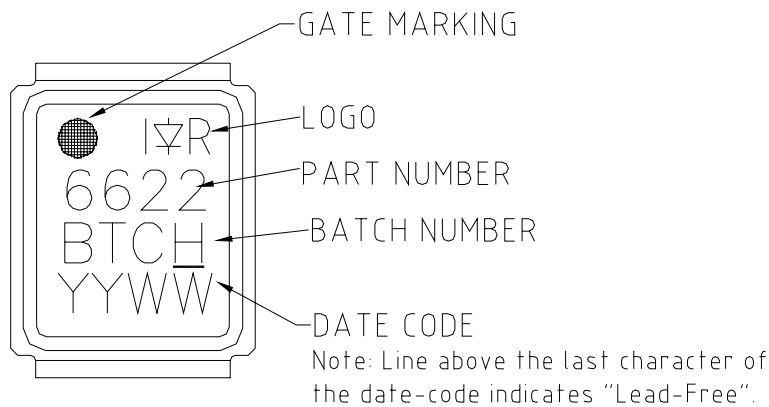 GATE MARKING
IR
LOGO
6622
PART NUMBER
BTCH
BATCH NUMBER
YYWW
DATE CODE
Note: Line above the last character of
the date-code indicates "Lead-Free".